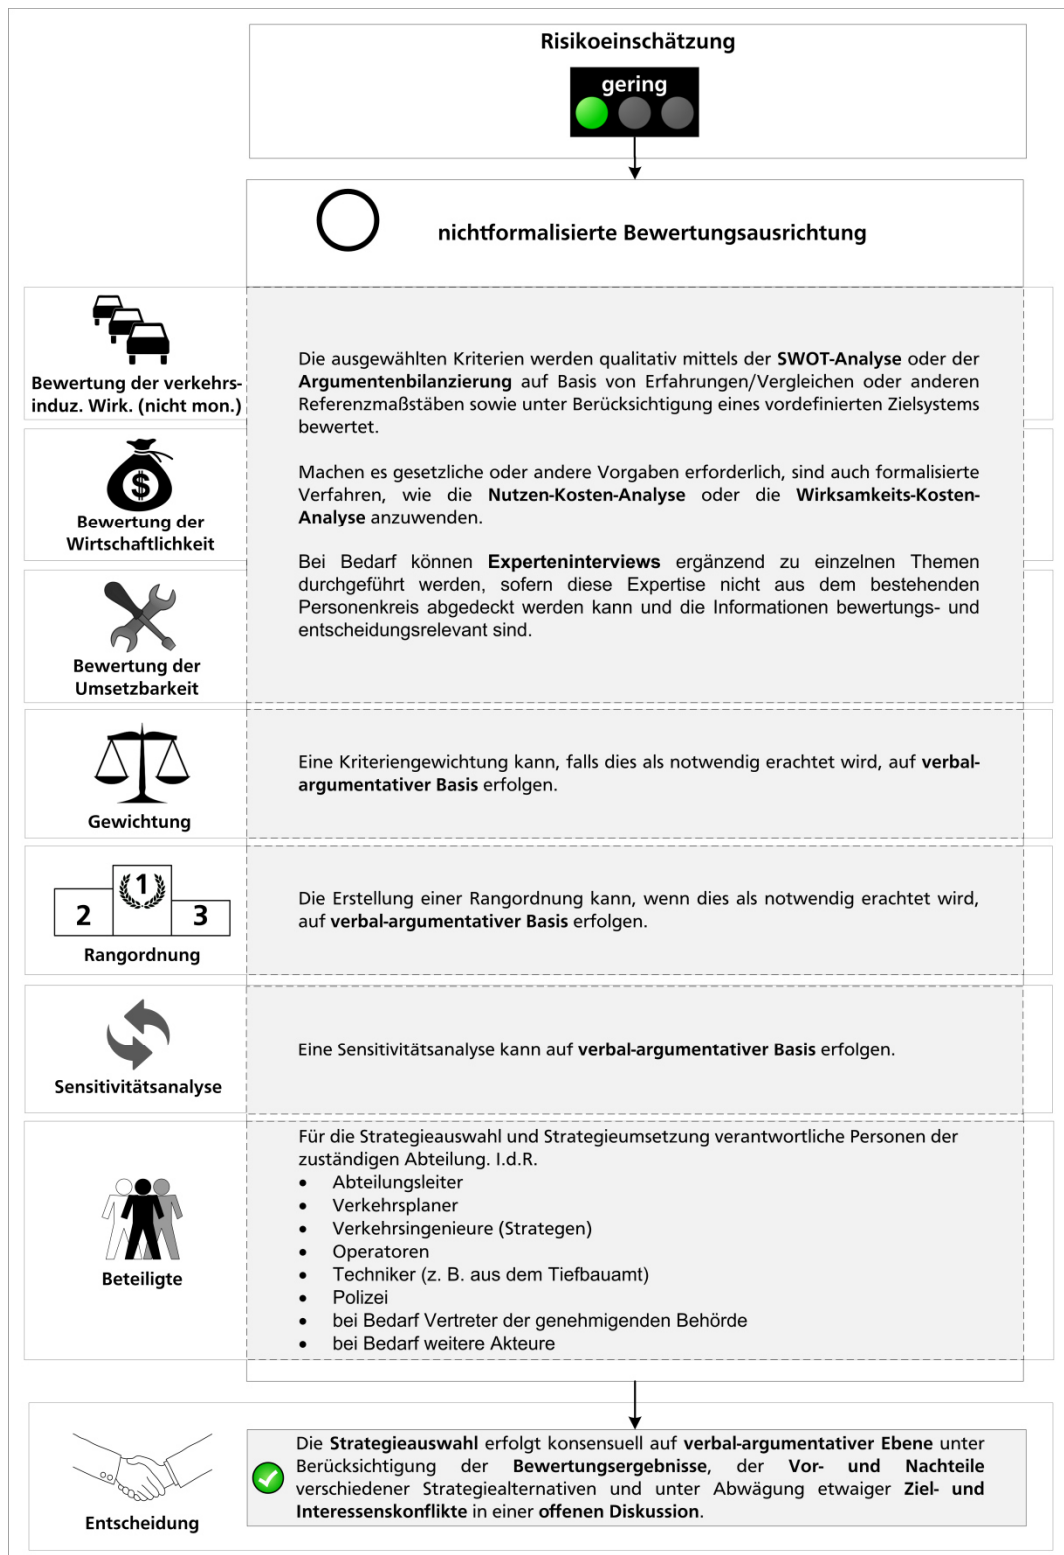 Risikoeinschätzung
gering
nichtformalisierte Bewertungsausrichtung
Bewertung der verkehrs-
induz. Wirk. (nicht mon.)
Bewertung der
Wirtschaftlichkeit
Bewertung der
Umsetzbarkeit
Die ausgewählten Kriterien werden qualitativ mittels der SWOT-Analyse oder der
Argumentenbilanzierung auf Basis von Erfahrungen/Vergleichen oder anderen
Referenzmaßstäben sowie unter Berücksichtigung eines vordefinierten Zielsystems
bewertet.
Machen es gesetzliche oder andere Vorgaben erforderlich, sind auch formalisierte
Verfahren, wie die Nutzen-Kosten-Analyse oder die Wirksamkeits-Kosten-
Analyse anzuwenden.
Bei Bedarf können Experteninterviews ergänzend zu einzelnen Themen
durchgeführt werden, sofern diese Expertise nicht aus dem bestehenden
Personenkreis abgedeckt werden kann und die Informationen bewertungs- und
entscheidungsrelevant sind.
Gewichtung
Eine Kriteriengewichtung kann, falls dies als notwendig erachtet wird, auf verbal-
argumentativer Basis erfolgen.
2 1 3
Rangordnung
Die Erstellung einer Rangordnung kann, wenn dies als notwendig erachtet wird,
auf verbal-argumentativer Basis erfolgen.
Sensitivitätsanalyse
Eine Sensitivitätsanalyse kann auf verbal-argumentativer Basis erfolgen.
Beteiligte
Für die Strategieauswahl und Strategieumsetzung verantwortliche Personen der
zuständigen Abteilung. I.d.R.
• Abteilungsleiter
• Verkehrsplaner
• Verkehrsingenieure (Strategen)
• Operatoren
• Techniker (z. B. aus dem Tiefbauamt)
• Polizei
• bei Bedarf Vertreter der genehmigenden Behörde
• bei Bedarf weitere Akteure
Entscheidung
Die Strategieauswahl erfolgt konsensuell auf verbal-argumentativer Ebene unter
Berücksichtigung der Bewertungsergebnisse, der Vor- und Nachteile
verschiedener Strategiealternativen und unter Abwägung etwaiger Ziel- und
Interessenskonflikte in einer offenen Diskussion.
$